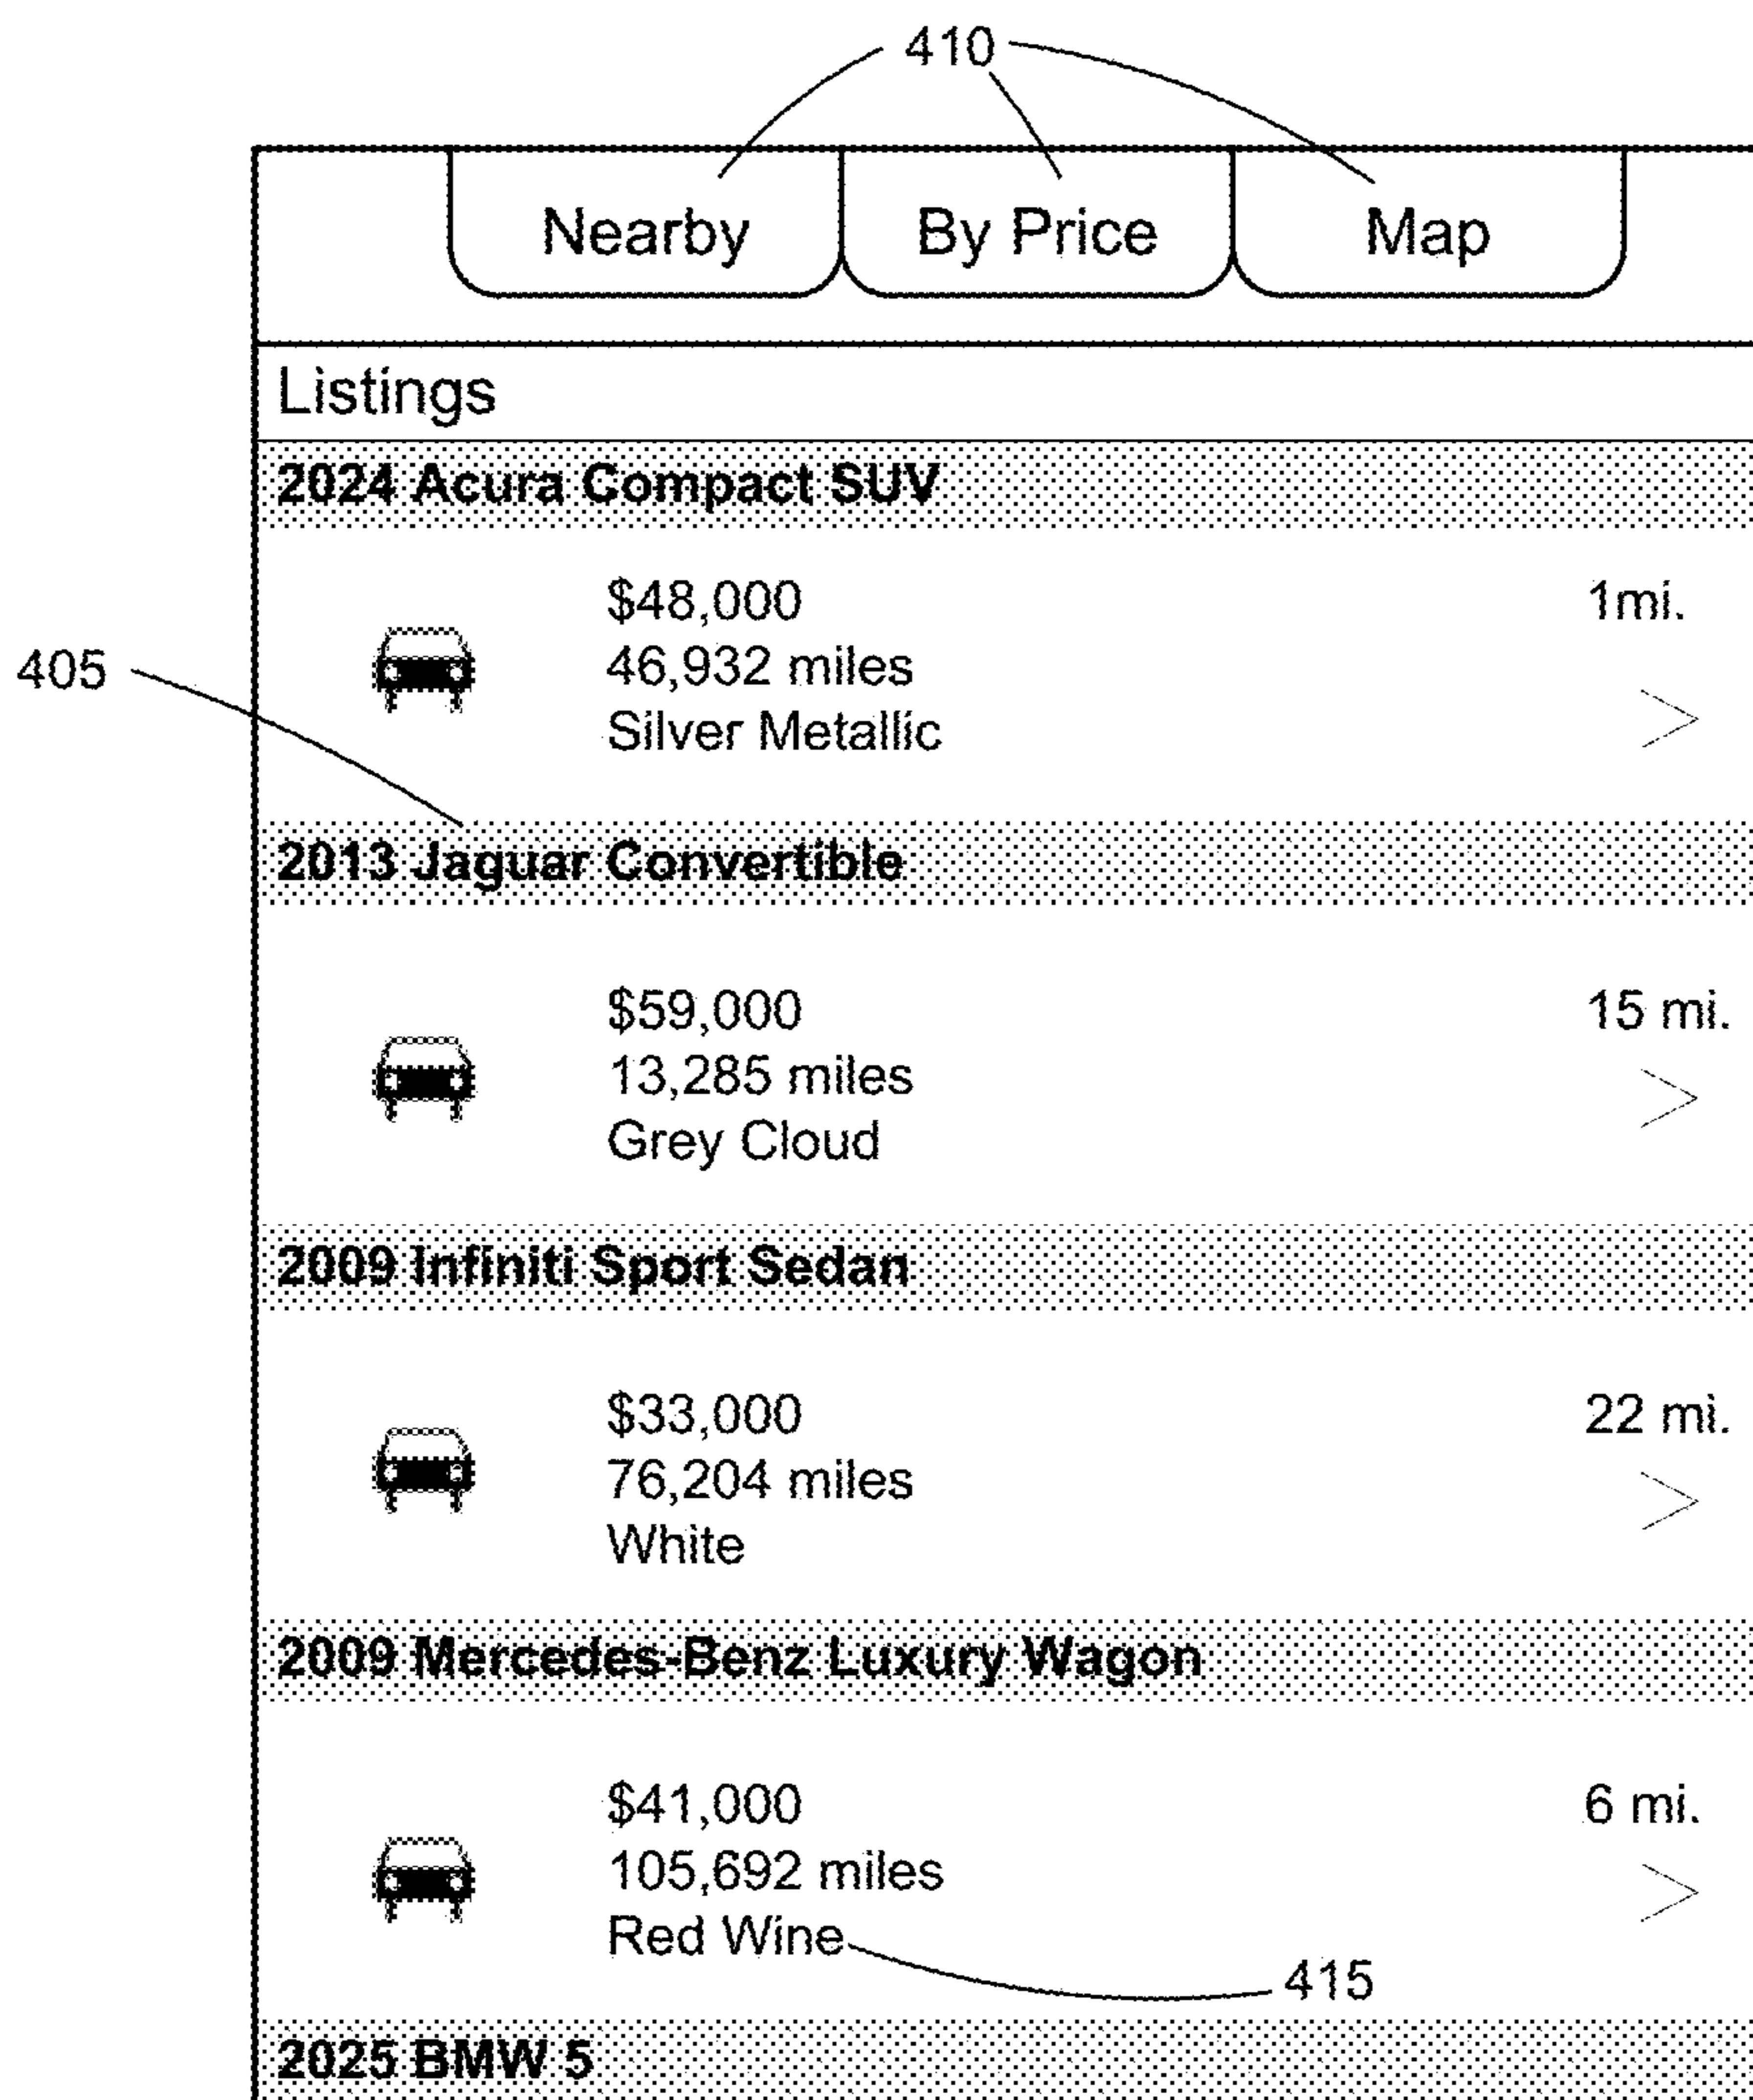 410
Nearby By Price Map
Listings
2024 Acura Compact SUV
$48,000 1mi.
46,932 miles
405
Silver Metallic
2013 Jaguar Convertible
$59,000 15 mi.
13,285 miles
Grey Cloud
2009 Infiniti Sport Sedan
$33,000 22 mi.
76,204 miles
White
2009 Mercedes-Benz Luxury Wagon
$41,000 6 mi.
105,692 miles
Red Wine
415
2025 BMW 5